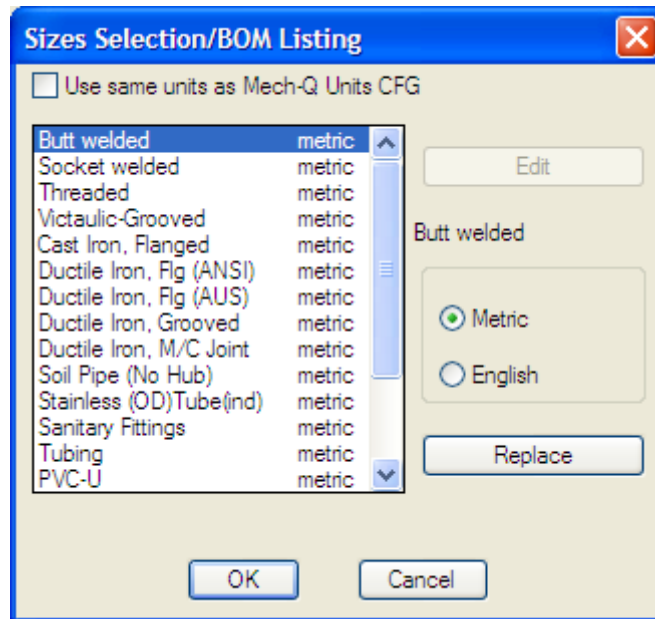 Sizes Selection/BOM Listing
Use same units as Mech-Q Units CFG
Butt welded metric
Socket welded metric
Threaded metric
Victaulic-Grooved metric
Cast Iron, Flanged metric
Ductile Iron, Flg (ANSI) metric
Ductile Iron, Flg (AUS) metric
Ductile Iron, Grooved metric
Ductile Iron, M/C Joint metric
Soil Pipe (No Hub) metric
Stainless (OD)Tube(ind) metric
Sanitary Fittings metric
Tubing metric
PVC-U metric
Edit
Butt welded
Metric
English
Replace
OK Cancel